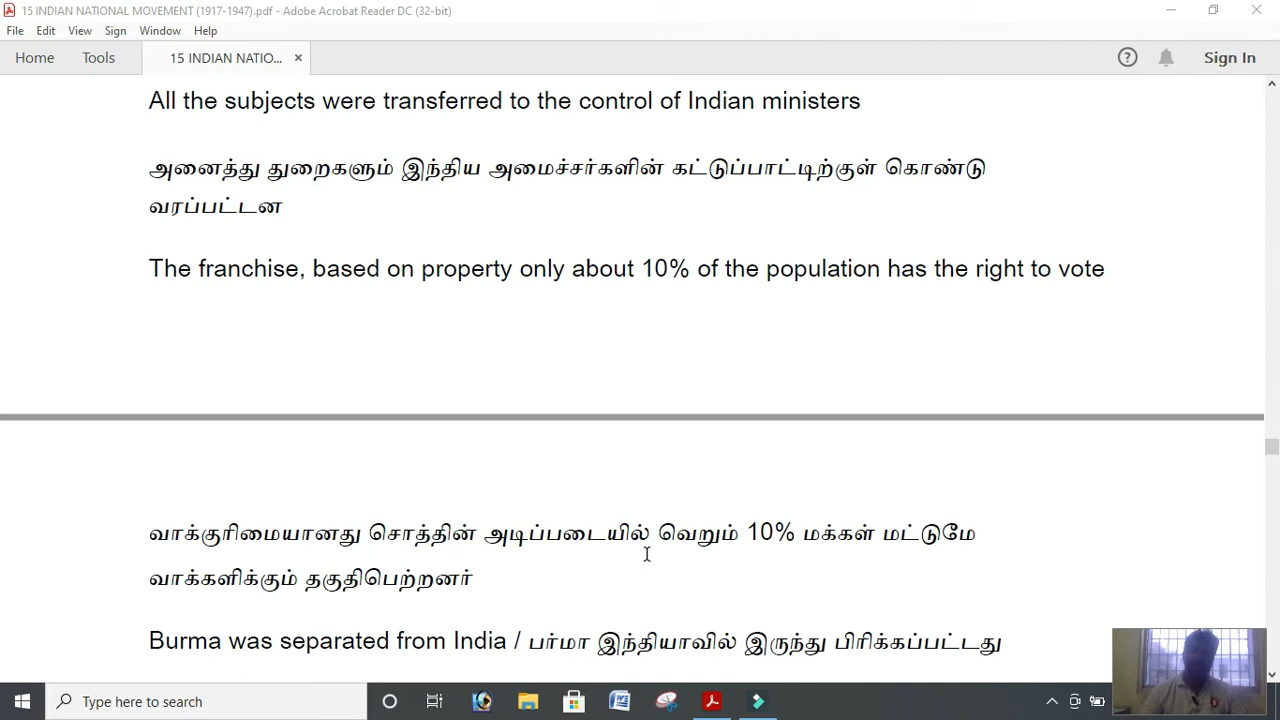 15 INDIAN NATIONAL MOVEMENT (1917-1947).pdf - Adobe Acrobat Reader DC (32-bit)
File Edit View Sign Window Help
Home Tools 15 INDIAN NATIO... × Sign In
All the subjects were transferred to the control of Indian ministers
அனைத்து துறைகளும் இந்திய அமைச்சர்களின் கட்டுப்பாட்டிற்குள் கொண்டு
வரப்பட்டன
The franchise, based on property only about 10% of the population has the right to vote
வாக்குரிமையானது சொத்தின் அடிப்படையில் வெறும் 10% மக்கள் மட்டுமே
வாக்களிக்கும் தகுதிபெற்றனர்
Burma was separated from India / பர்மா இந்தியாவில் இருந்து பிரிக்கப்பட்டது
Type here to search